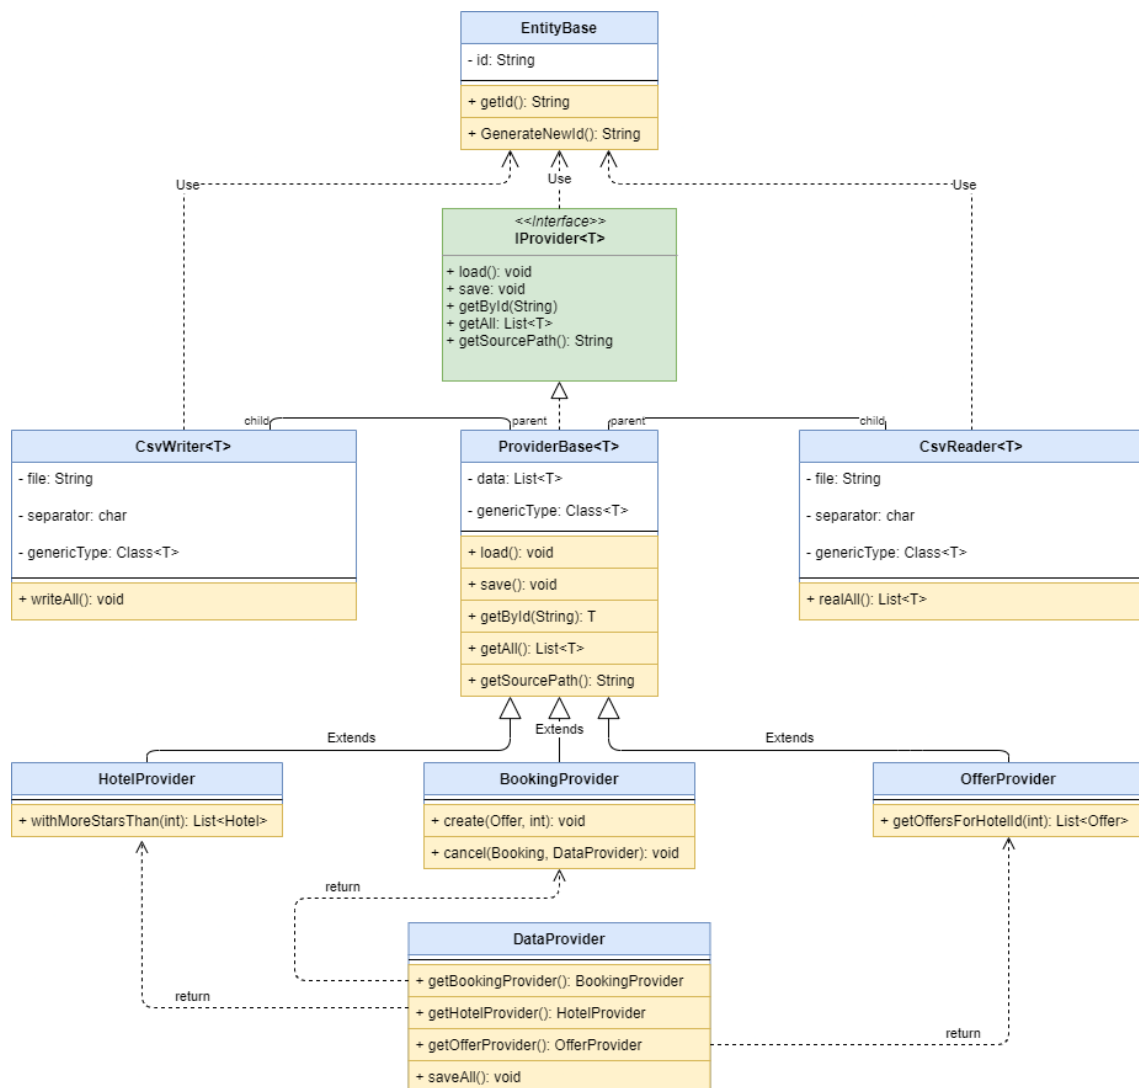 EntityBase
- id: String
+ getId(): String
+ GenerateNewId(): String
Use
Use
Use
<<Interface>>
IProvider<T>
+ load(): void
+ save: void
+ getById(String)
+ getAll: List<T>
+ getSourcePath(): String
child
parent
parent
child
CsvWriter<T>
- file: String
- separator: char
- genericType: Class<T>
+ writeAll(): void
ProviderBase<T>
- data: List<T>
- genericType: Class<T>
+ load(): void
+ save(): void
+ getById(String): T
+ getAll(): List<T>
+ getSourcePath(): String
CsvReader<T>
- file: String
- separator: char
- genericType: Class<T>
+ realAll(): List<T>
Extends
Extends
Extends
HotelProvider
+ withMoreStarsThan(int): List<Hotel>
BookingProvider
+ create(Offer, int): void
+ cancel(Booking, DataProvider): void
OfferProvider
+ getOffersForHotelId(int): List<Offer>
return
return
return
DataProvider
+ getBookingProvider(): BookingProvider
+ getHotelProvider(): HotelProvider
+ getOfferProvider(): OfferProvider
+ saveAll(): void